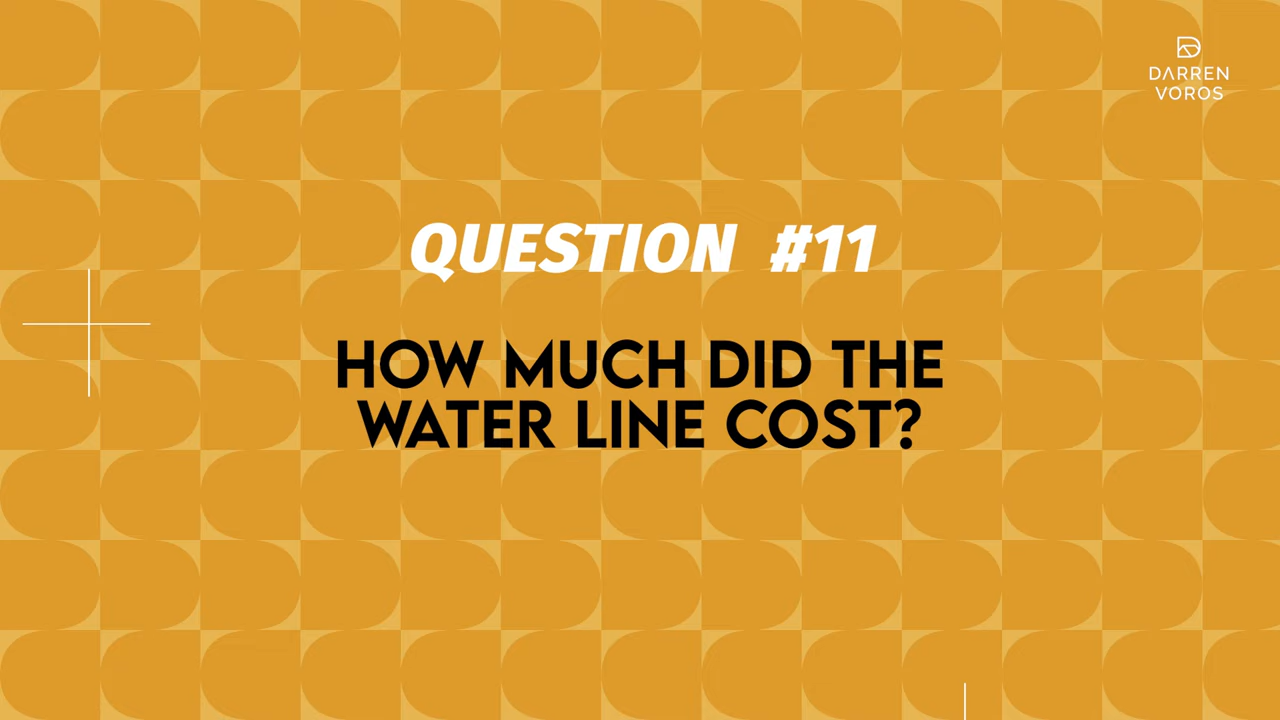 DARREN
VOROS
QUESTION #11
HOW MUCH DID THE
WATER LINE COST?